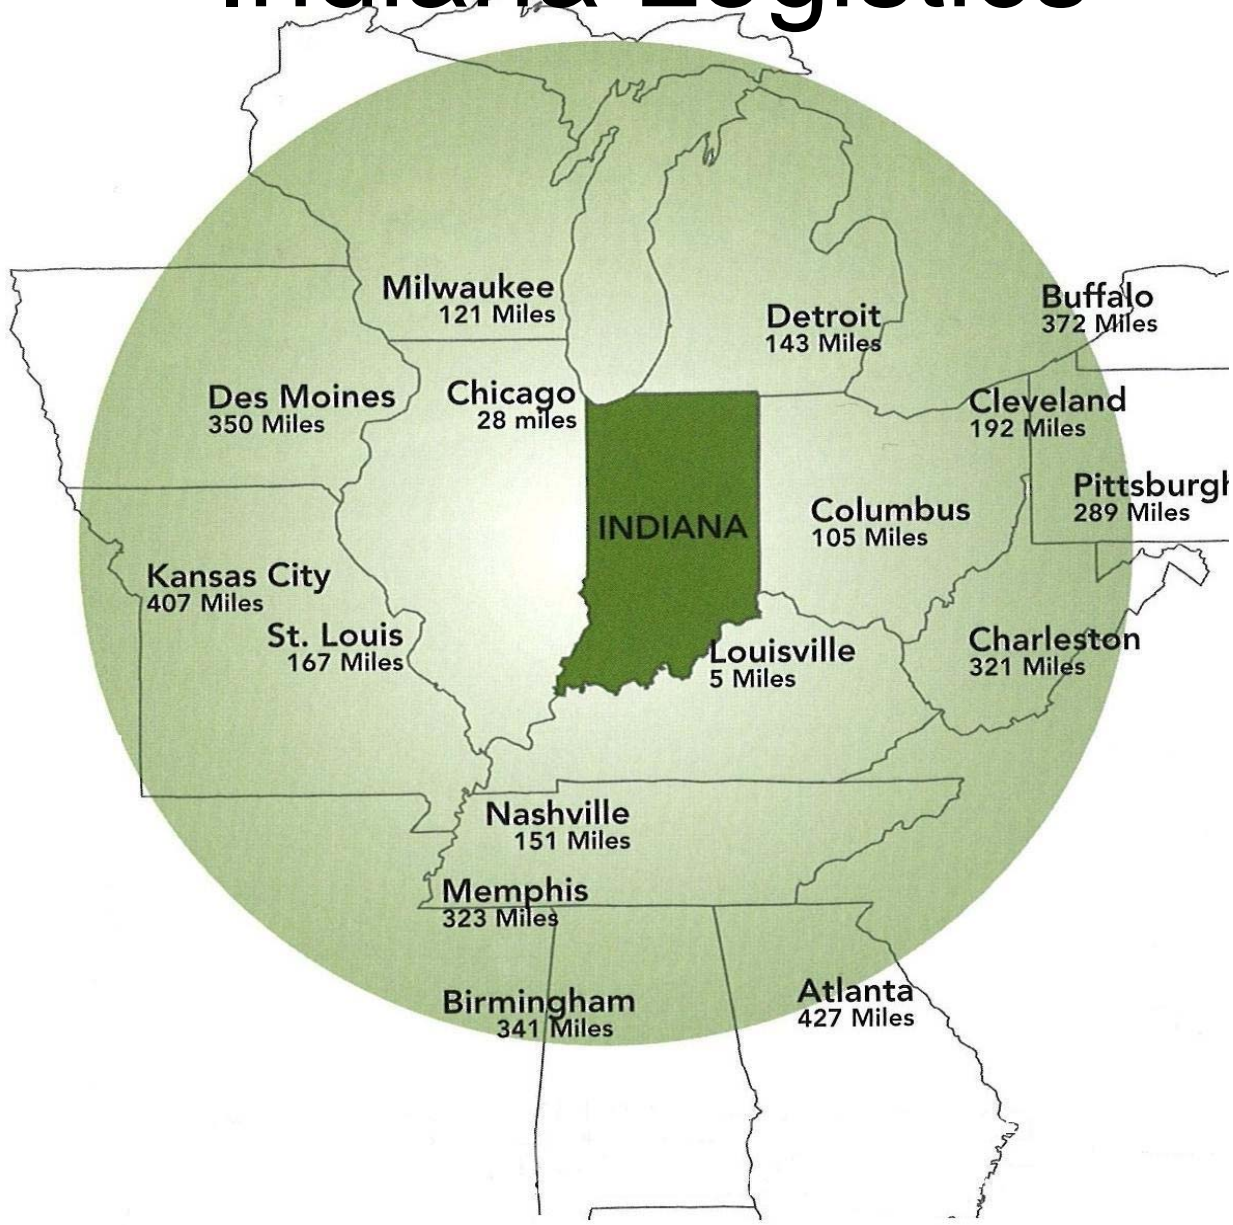 Indiana Logistics
Milwaukee
121 Miles
Detroit
143 Miles
Buffalo
372 Miles
Des Moines
350 Miles
Chicago
28 miles
Cleveland
192 Miles
Pittsburgh
289 Miles
INDIANA
Columbus
105 Miles
Kansas City
407 Miles
St. Louis
167 Miles
Louisville
5 Miles
Charleston
321 Miles
Nashville
151 Miles
Memphis
323 Miles
Birmingham
341 Miles
Atlanta
427 Miles